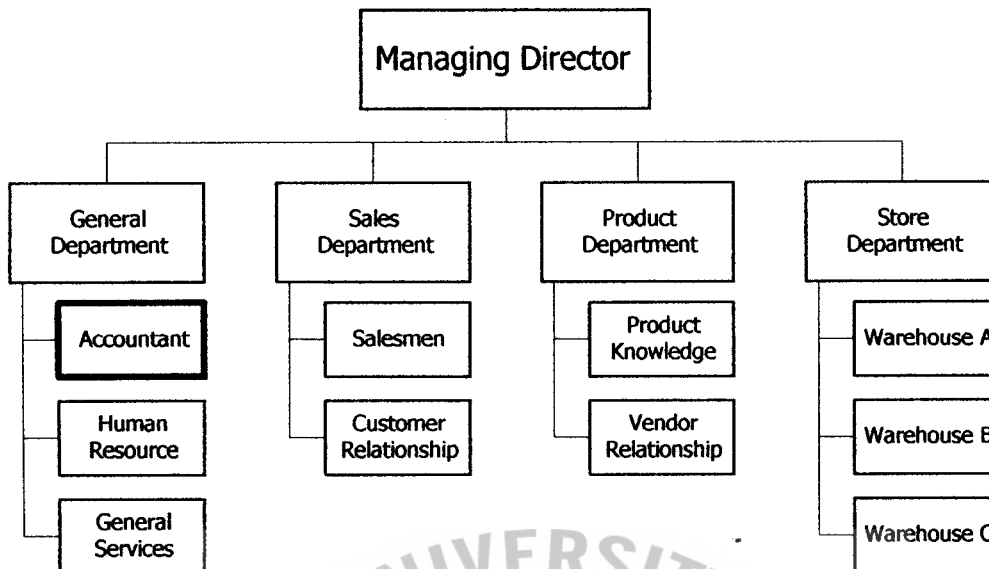 Managing Director
General
Department
Sales
Department
Product
Department
Store
Department
Accountant
Human
Resource
General
Services
Salesmen
Customer
Relationship
Product
Knowledge
Vendor
Relationship
Warehouse A
Warehouse B
Warehouse C